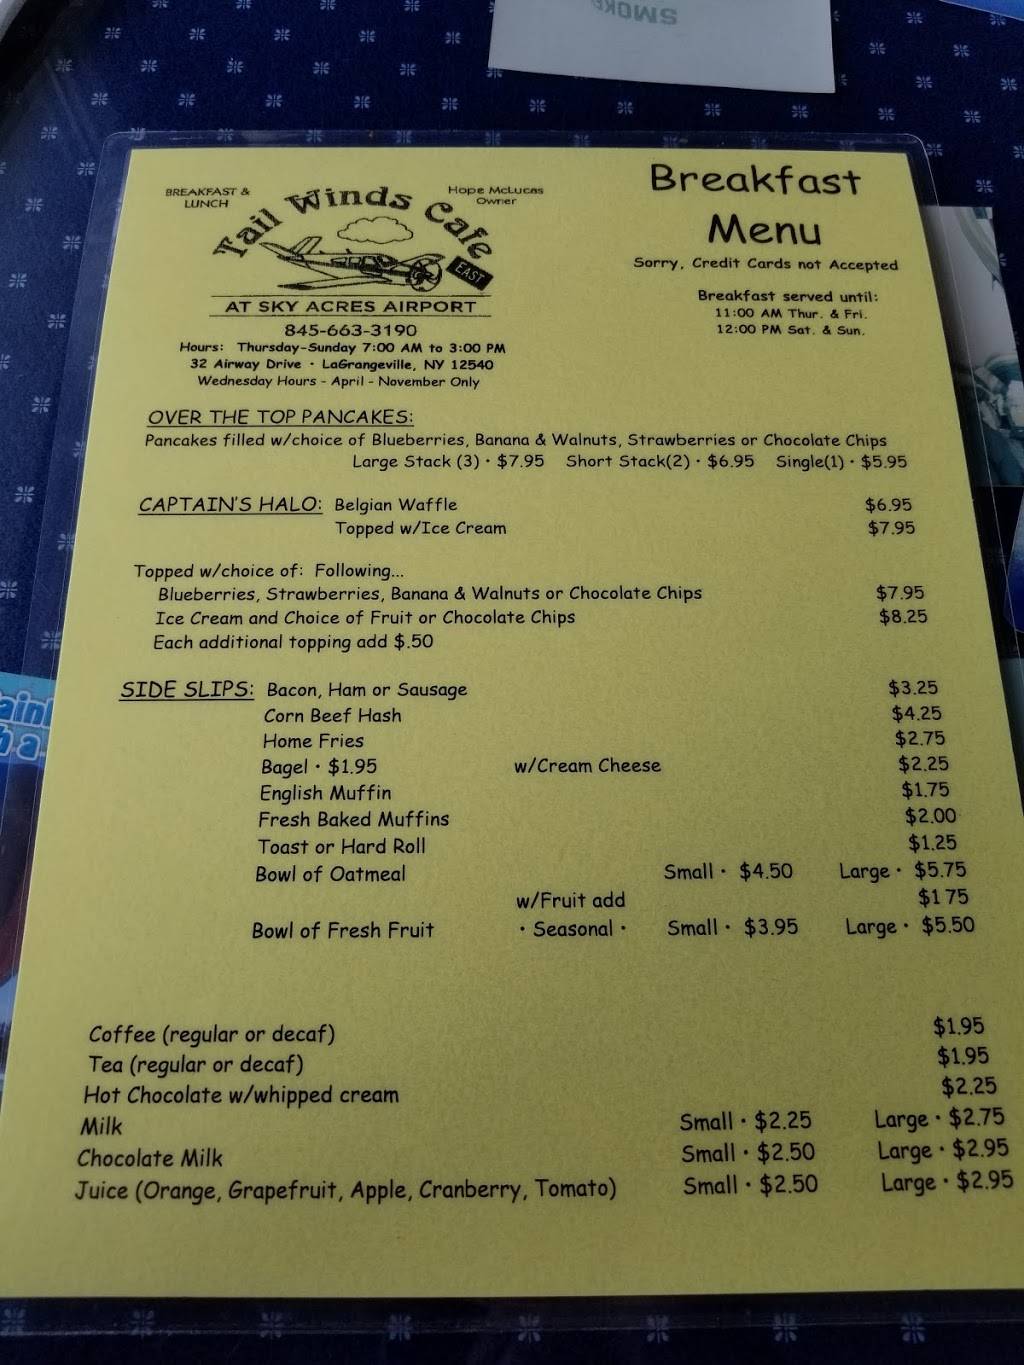 SMOKE
BREAKFAST & LUNCH
Hope McLucas
Owner
Tail Winds Cafe
EAST
AT SKY ACRES AIRPORT
845-663-3190
Hours: Thursday-Sunday 7:00 AM to 3:00 PM
32 Airway Drive · LaGrangeville, NY 12540
Wednesday Hours - April - November Only
Breakfast
Menu
Sorry, Credit Cards not Accepted
Breakfast served until:
11:00 AM Thur. & Fri.
12:00 PM Sat. & Sun.
OVER THE TOP PANCAKES:
Pancakes filled w/choice of Blueberries, Banana & Walnuts, Strawberries or Chocolate Chips
Large Stack (3) · $7.95 Short Stack(2) · $6.95 Single(1) · $5.95
CAPTAIN'S HALO: Belgian Waffle $6.95
Topped w/Ice Cream $7.95
Topped w/choice of: Following...
Blueberries, Strawberries, Banana & Walnuts or Chocolate Chips $7.95
Ice Cream and Choice of Fruit or Chocolate Chips $8.25
Each additional topping add $.50
SIDE SLIPS: Bacon, Ham or Sausage $3.25
Corn Beef Hash $4.25
Home Fries $2.75
Bagel · $1.95 w/Cream Cheese $2.25
English Muffin $1.75
Fresh Baked Muffins $2.00
Toast or Hard Roll $1.25
Bowl of Oatmeal Small · $4.50 Large · $5.75
w/Fruit add $1 75
Bowl of Fresh Fruit · Seasonal · Small · $3.95 Large · $5.50
Coffee (regular or decaf) $1.95
Tea (regular or decaf) $1.95
Hot Chocolate w/whipped cream $2.25
Milk Small · $2.25 Large · $2.75
Chocolate Milk Small · $2.50 Large · $2.95
Juice (Orange, Grapefruit, Apple, Cranberry, Tomato) Small · $2.50 Large · $2.95